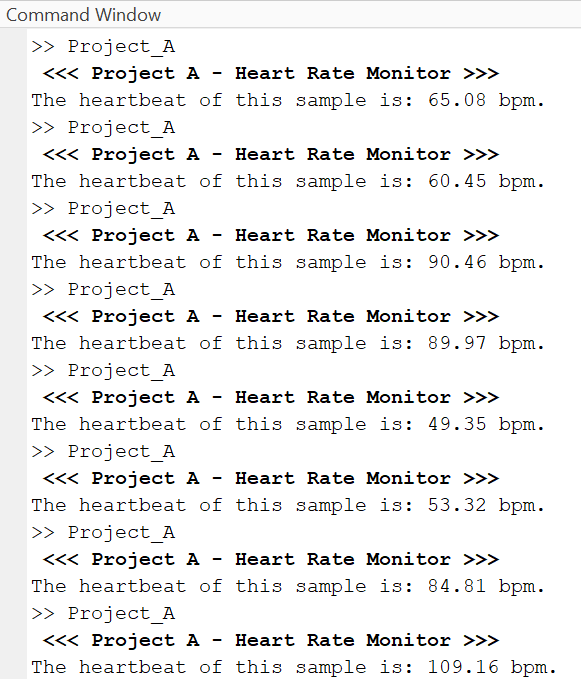 Command Window
>> Project_A
<<< Project A - Heart Rate Monitor >>>
The heartbeat of this sample is: 65.08 bpm.
>> Project_A
<<< Project A - Heart Rate Monitor >>>
The heartbeat of this sample is: 60.45 bpm.
>> Project_A
<<< Project A - Heart Rate Monitor >>>
The heartbeat of this sample is: 90.46 bpm.
>> Project_A
<<< Project A - Heart Rate Monitor >>>
The heartbeat of this sample is: 89.97 bpm.
>> Project_A
<<< Project A - Heart Rate Monitor >>>
The heartbeat of this sample is: 49.35 bpm.
>> Project_A
<<< Project A - Heart Rate Monitor >>>
The heartbeat of this sample is: 53.32 bpm.
>> Project_A
<<< Project A - Heart Rate Monitor >>>
The heartbeat of this sample is: 84.81 bpm.
>> Project_A
<<< Project A - Heart Rate Monitor >>>
The heartbeat of this sample is: 109.16 bpm.